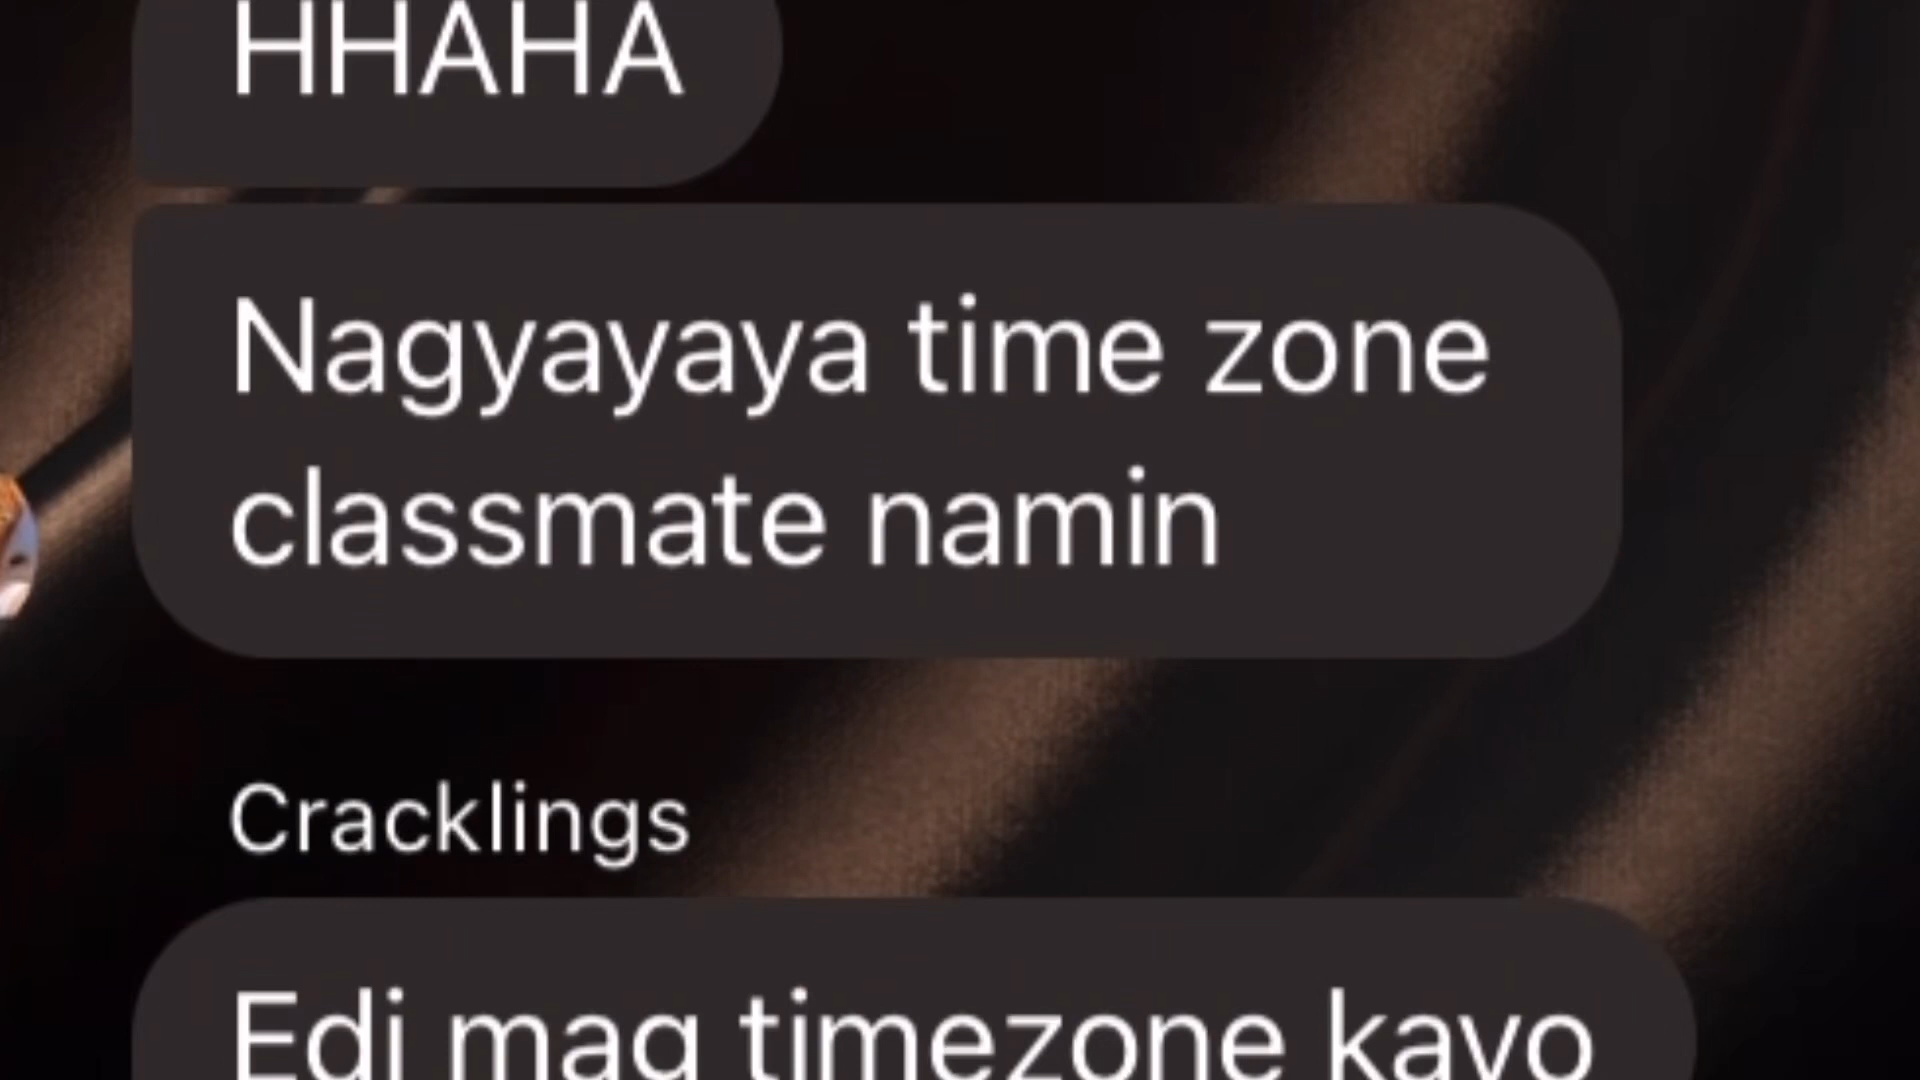 HHAHA
Nagyayaya time zone
classmate namin
Cracklings
Edi mag timezone kayo